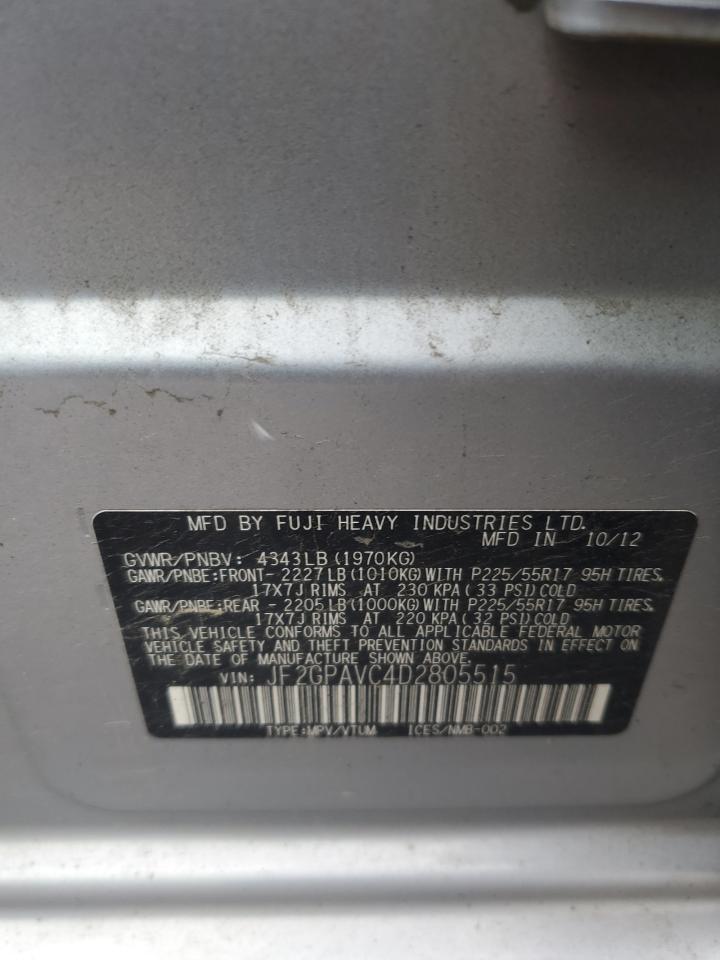 MFD BY FUJI HEAVY INDUSTRIES LTD.
MFD IN 10/12
GVWR/PNBV: 4343LB(1970KG)
GAWR/PNBE:FRONT- 2227LB(1010KG)WITH P225/55R17 95H TIRES.
17X7J RIMS AT 230 KPA( 33 PSI)COLD
GAWR/PNBE:REAR - 2205LB(1000KG)WITH P225/55R17 95H TIRES.
17X7J RIMS AT 220 KPA( 32 PSI)COLD
THIS VEHICLE CONFORMS TO ALL APPLICABLE FEDERAL MOTOR
VEHICLE SAFETY AND THEFT PREVENTION STANDARDS IN EFFECT ON
THE DATE OF MANUFACTURE SHOWN ABOVE.
VIN: JF2GPAVC4D2805515
TYPE:MPV/VTUM ICES/NMB-002